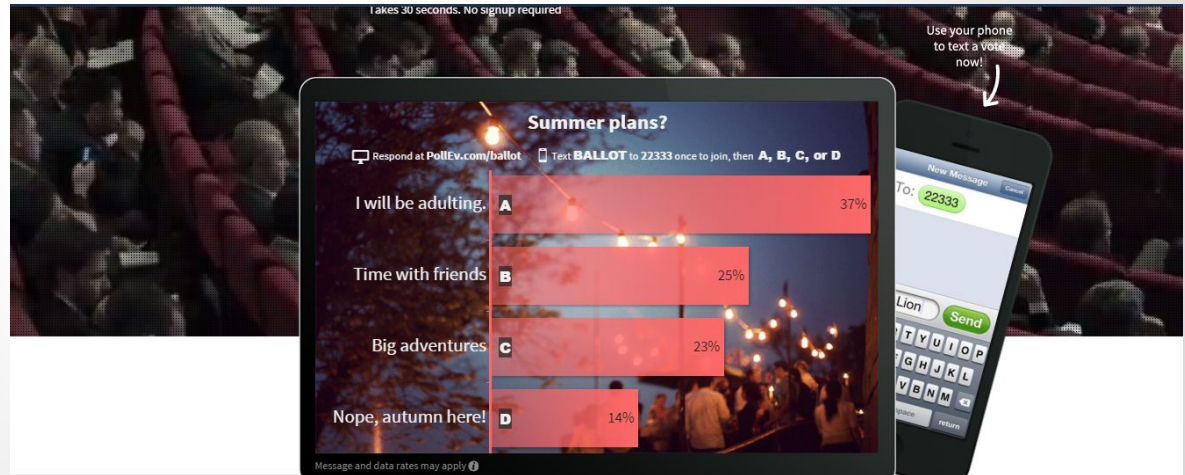 Takes 30 seconds. No signup required
Use your phone
to text a vote
now!
Summer plans?
Respond at PollEv.com/ballot Text BALLOT to 22333 once to join, then A, B, C, or D
I will be adulting. A 37%
Time with friends B 25%
Big adventures C 23%
Nope, autumn here! D 14%
Message and data rates may apply
New Message Cancel
To: 22333
Lion Send
T Y U I O P
G H J K L
V B N M
space return